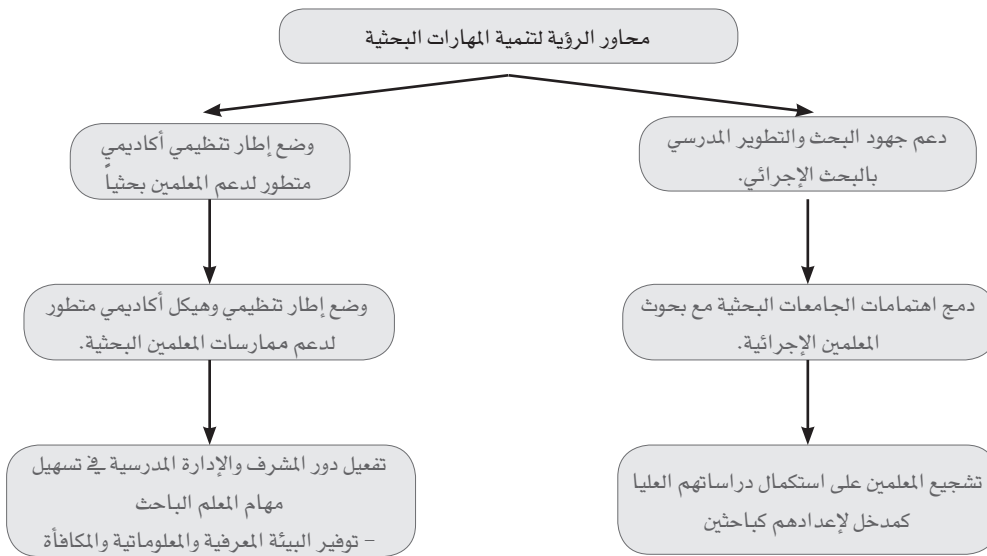 محاور الرؤية لتنمية المهارات البحثية
دعم جهود البحث والتطوير المدرسي
بالبحث الإجرائي.
وضع إطار تنظيمي أكاديمي
متطور لدعم المعلمين بحثياً
دمج اهتمامات الجامعات البحثية مع بحوث
المعلمين الإجرائية.
وضع إطار تنظيمي وهيكل أكاديمي متطور
لدعم ممارسات المعلمين البحثية.
تشجيع المعلمين على استكمال دراساتهم العليا
كمدخل لإعدادهم كباحثين
تفعيل دور المشرف والإدارة المدرسية في تسهيل
مهام المعلم الباحث
– توفير البيئة المعرفية والمعلوماتية والمكافأة